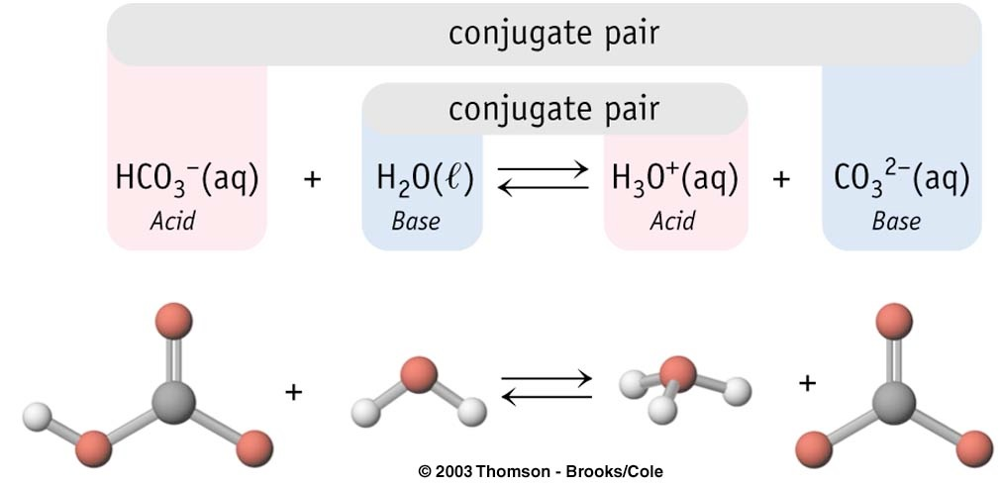 conjugate pair
conjugate pair
HCO₃⁻(aq) + H₂O(ℓ) ⇌ H₃O⁺(aq) + CO₃²⁻(aq)
Acid Base Acid Base
+ ⇌ +
© 2003 Thomson - Brooks/Cole